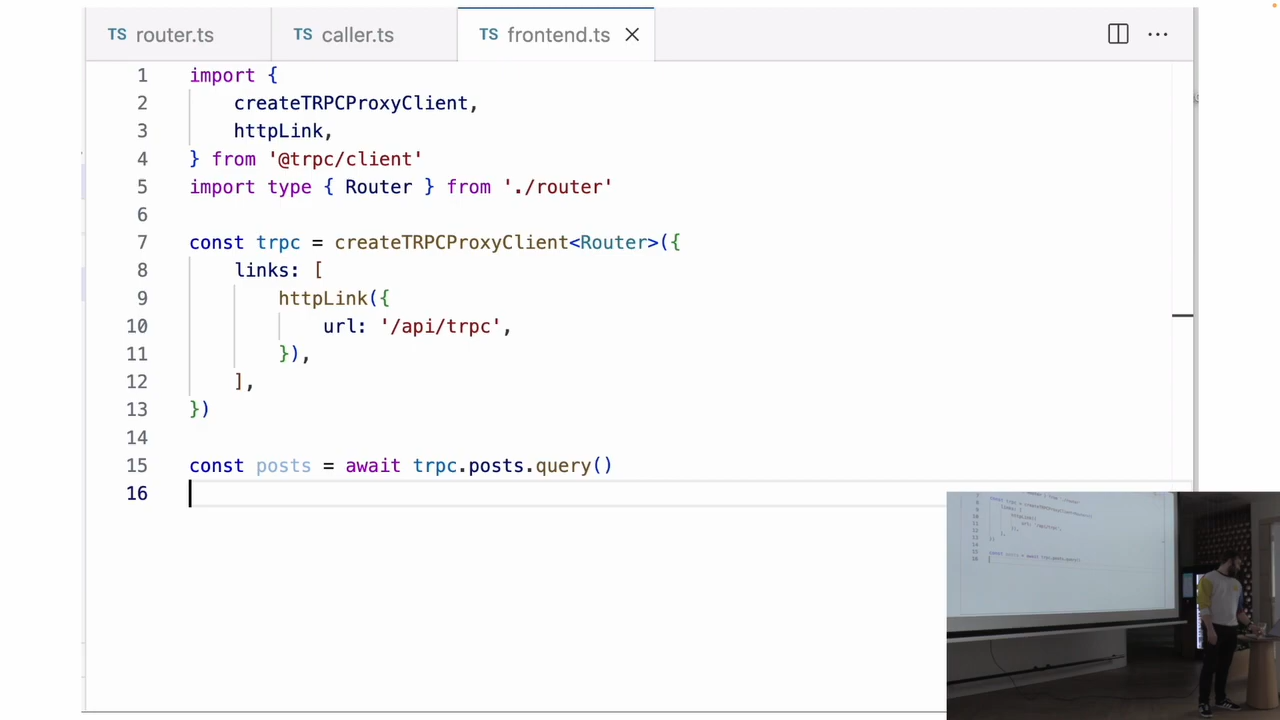 TS router.ts
TS caller.ts
TS frontend.ts
1 import {
2 createTRPCProxyClient,
3 httpLink,
4 } from '@trpc/client'
5 import type { Router } from './router'
6
7 const trpc = createTRPCProxyClient<Router>({
8 links: [
9 httpLink({
10 url: '/api/trpc',
11 }),
12 ],
13 })
14
15 const posts = await trpc.posts.query()
16